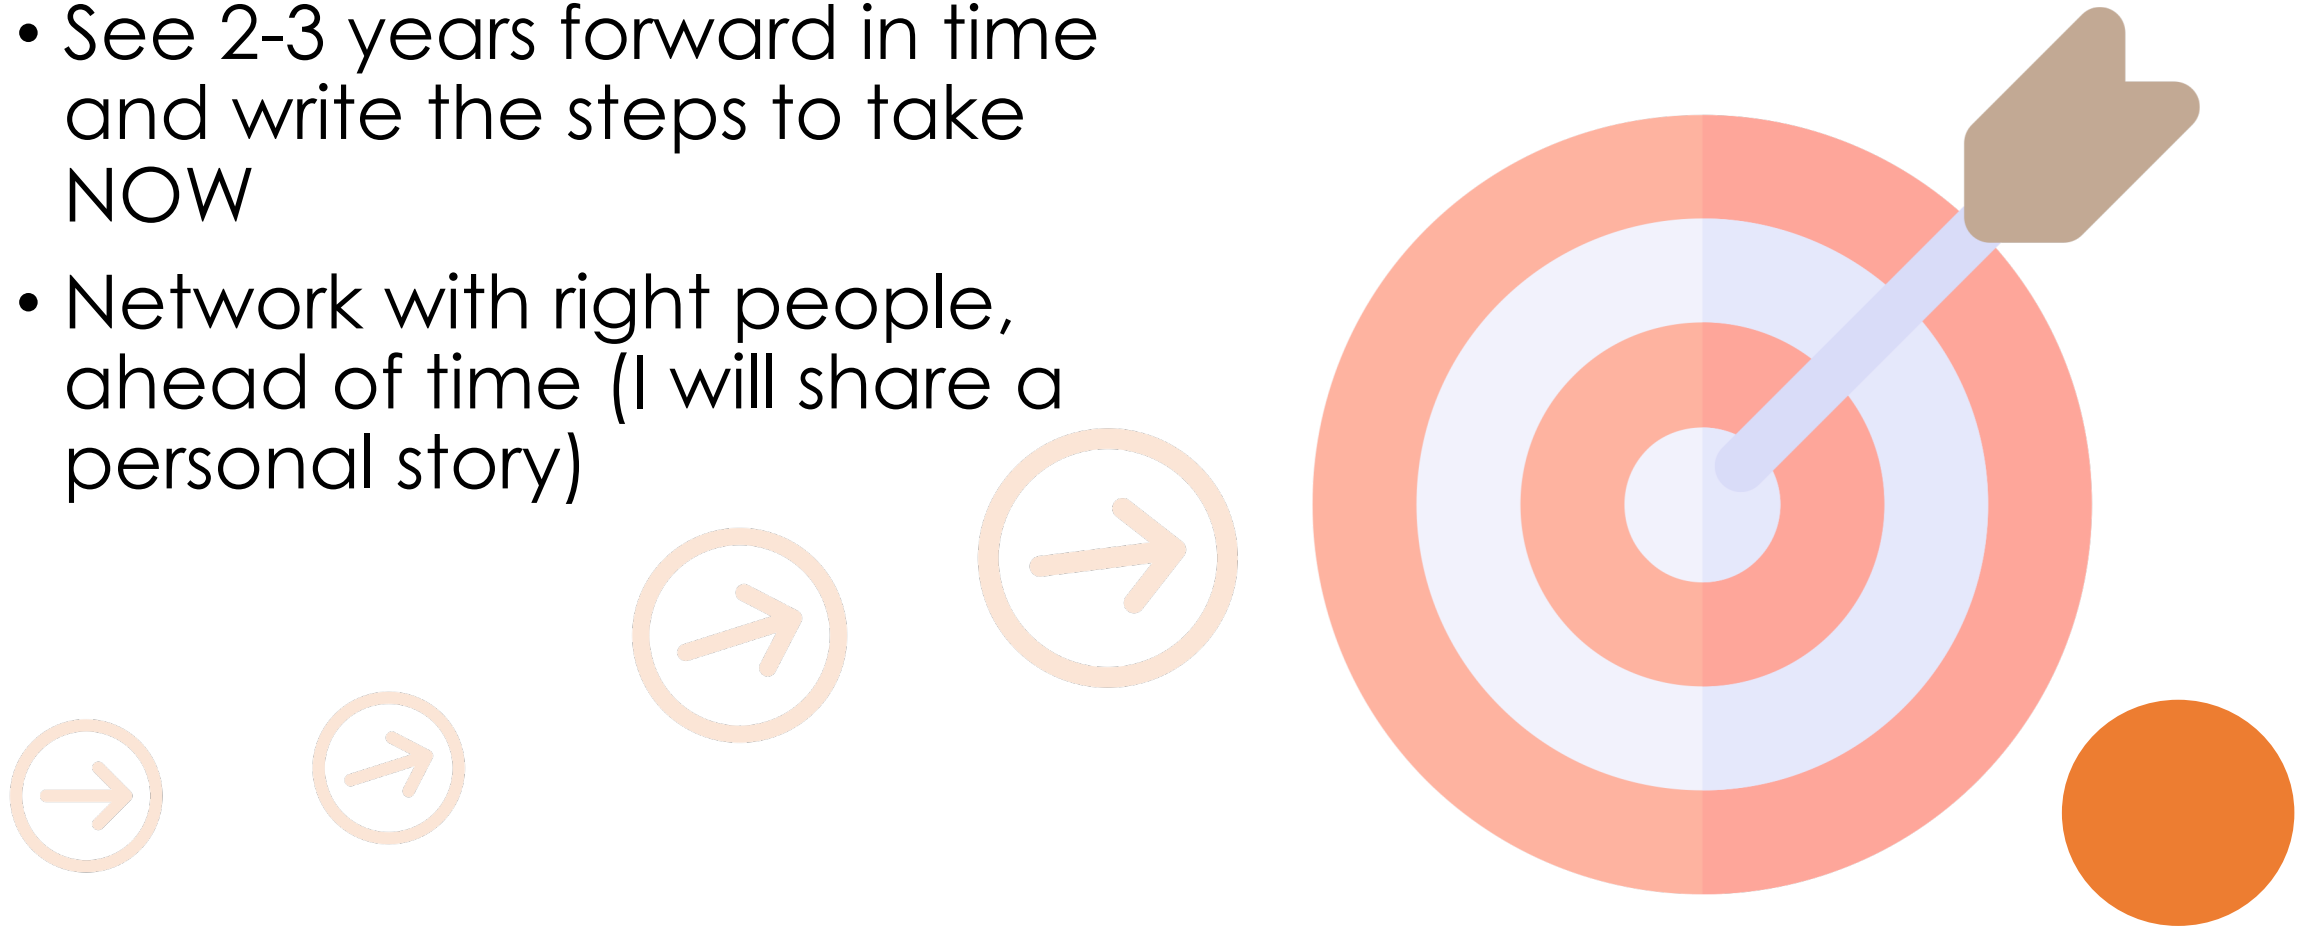 • See 2-3 years forward in time
and write the steps to take
NOW
• Network with right people,
ahead of time (I will share a
personal story)